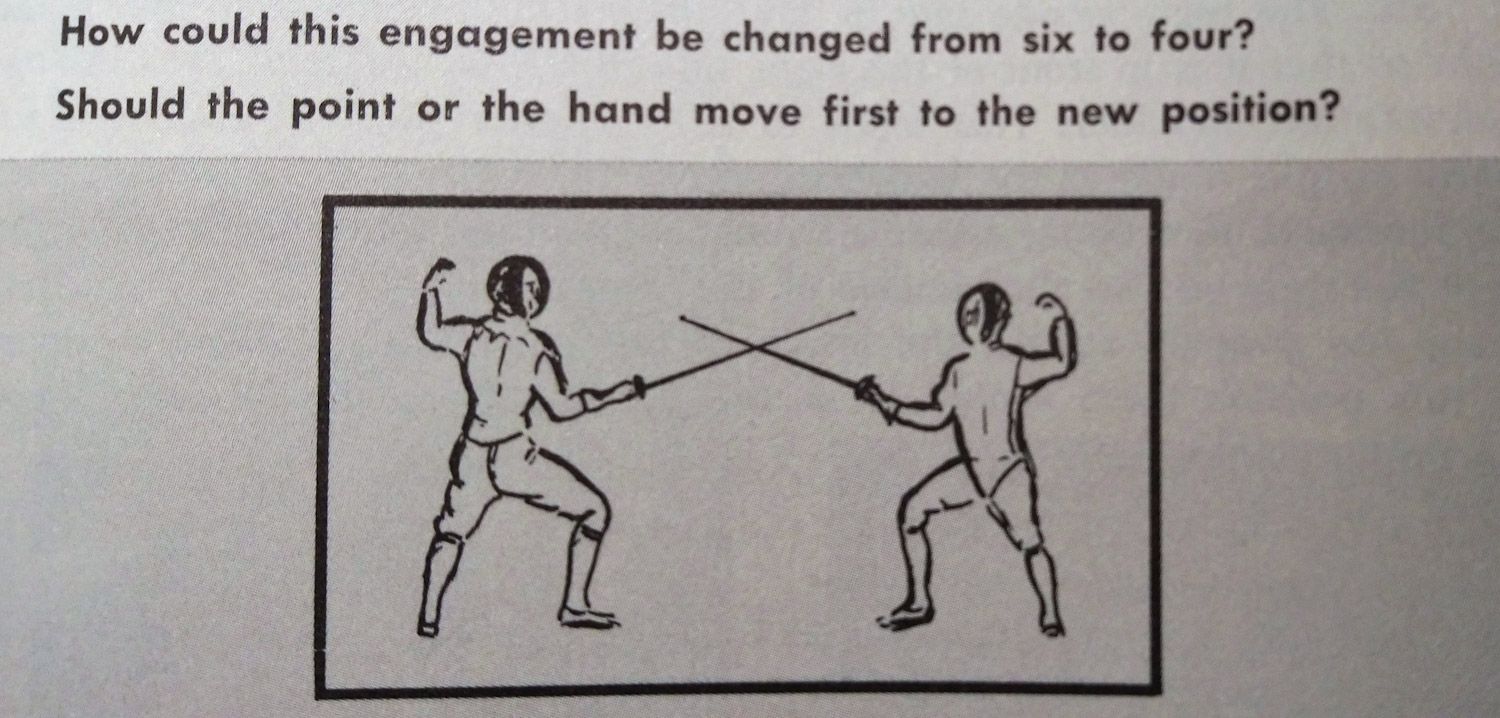 How could this engagement be changed from six to four?
Should the point or the hand move first to the new position?